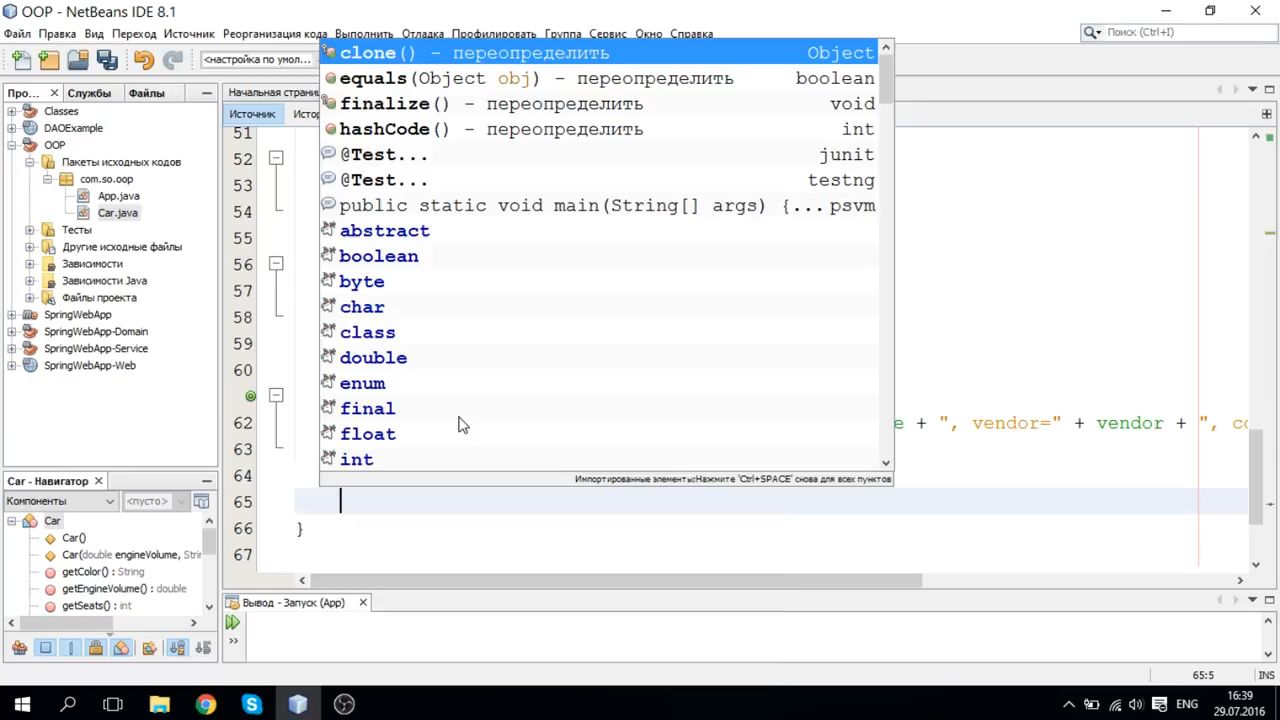 OOP - NetBeans IDE 8.1
Файл Правка Вид Переход Источник Реорганизация кода Выполнить Отладка Профилировать Группа Сервис Окно Справка
Поиск (Ctrl+I)
<настройка по умол...
Про... Службы Файлы
Classes
DAOExample
OOP
Пакеты исходных кодов
com.so.oop
App.java
Car.java
Тесты
Другие исходные файлы
Зависимости
Зависимости Java
Файлы проекта
SpringWebApp
SpringWebApp-Domain
SpringWebApp-Service
SpringWebApp-Web
Car - Навигатор
Компоненты <пусто>
Car
Car()
Car(double engineVolume, Stri
getColor() : String
getEngineVolume() : double
getSeats() : int
Начальная страниц
Источник Истор
51
52
53
54
55
56
57
58
59
60
62 e + ", vendor=" + vendor + ", co
63
64
65
66 }
67
clone() - переопределить Object
equals(Object obj) - переопределить boolean
finalize() - переопределить void
hashCode() - переопределить int
@Test... junit
@Test... testng
public static void main(String[] args) {... psvm
abstract
boolean
byte
char
class
double
enum
final
float
int
Импортированные элементы;Нажмите 'Ctrl+SPACE' снова для всех пунктов
Вывод - Запуск (App)
65:5 INS
ENG
16:39
29.07.2016